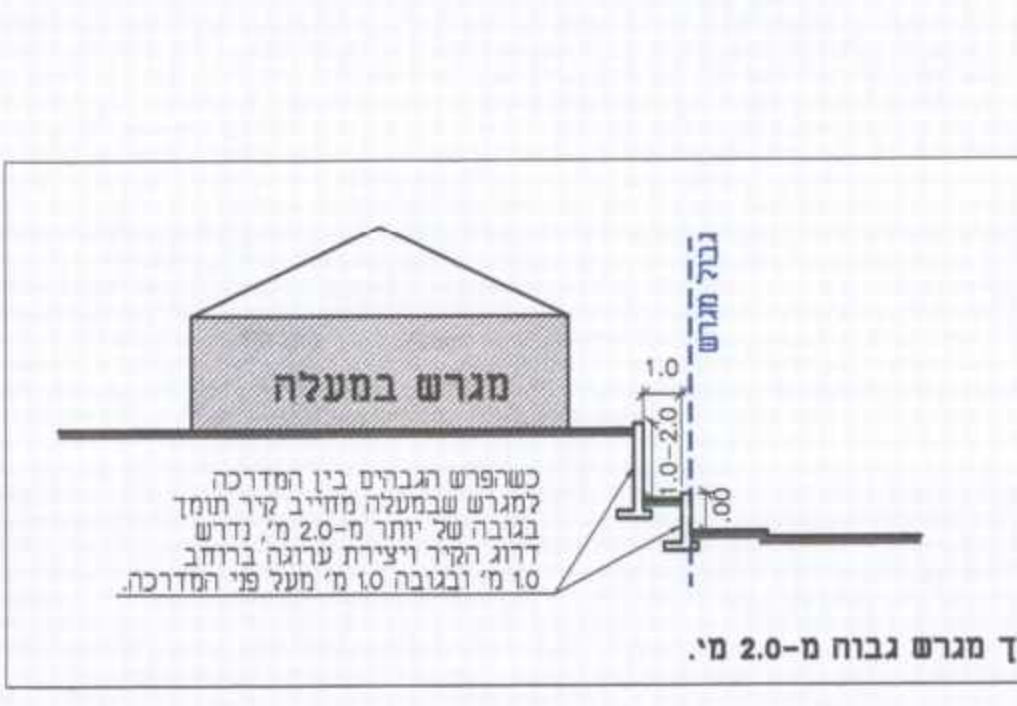 גבול מגרש
1.0
מגרש במעלה
1.0-2.0
כשהפרש הגבהים בין המדרכה
למגרש שבמעלה מחייב קיר תומך
בגובה של יותר מ-2.0 מ', נדרש
דרוג הקיר ויצירת ערוגה ברוחב
1.0 מ' ובגובה 1.0 מ' מעל פני המדרכה.
מגרש גבוה מ-2.0 מ'.